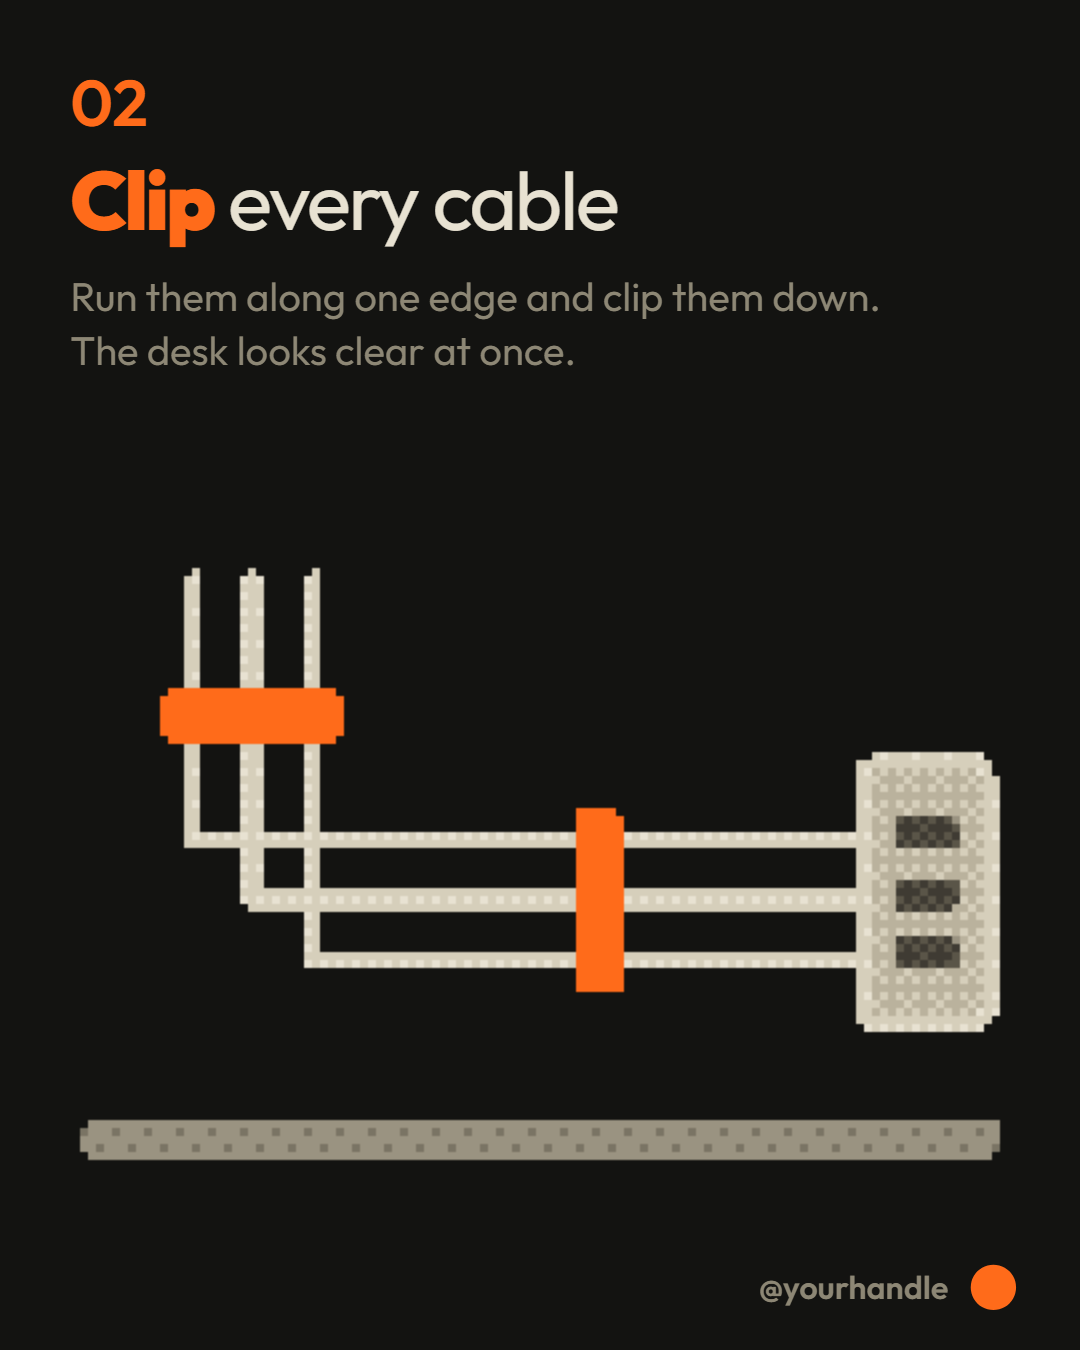 02
Clip every cable
Run them along one edge and clip them down.
The desk looks clear at once.
@yourhandle